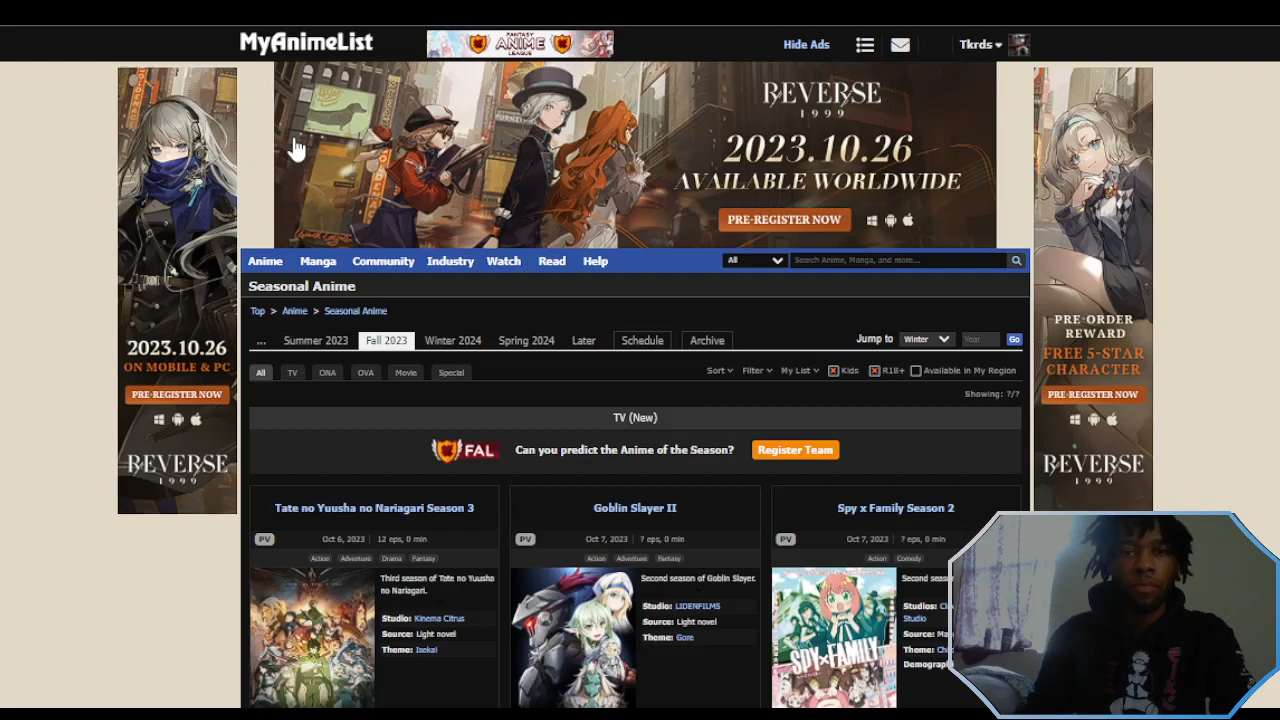 MyAnimeList
FANTASY
ANIME
LEAGUE
Hide Ads
Tkrds
REVERSE
1999
2023.10.26
AVAILABLE WORLDWIDE
PRE-REGISTER NOW
2023.10.26
ON MOBILE & PC
PRE-REGISTER NOW
REVERSE
1999
PRE-ORDER
REWARD
FREE 5-STAR
CHARACTER
PRE-REGISTER NOW
REVERSE
1999
Anime Manga Community Industry Watch Read Help All Search Anime, Manga, and more...
Seasonal Anime
Top > Anime > Seasonal Anime
... Summer 2023 Fall 2023 Winter 2024 Spring 2024 Later Schedule Archive Jump to Winter Year Go
All TV ONA OVA Movie Special Sort Filter My List Kids R18+ Available in My Region
Showing: ?/?
TV (New)
FAL Can you predict the Anime of the Season? Register Team
Tate no Yuusha no Nariagari Season 3
PV Oct 6, 2023 12 eps, 0 min
Action Adventure Drama Fantasy
Third season of Tate no Yuusha
no Nariagari.
Studio: Kinema Citrus
Source: Light novel
Theme: Isekai
Goblin Slayer II
PV Oct 7, 2023 ? eps, 0 min
Action Adventure Fantasy
Second season of Goblin Slayer.
Studio: LIDENFILMS
Source: Light novel
Theme: Gore
Spy x Family Season 2
PV Oct 7, 2023 ? eps, 0 min
Action Comedy
Second
Studios:
Studio
Source:
Theme:
SPY×FAMILY